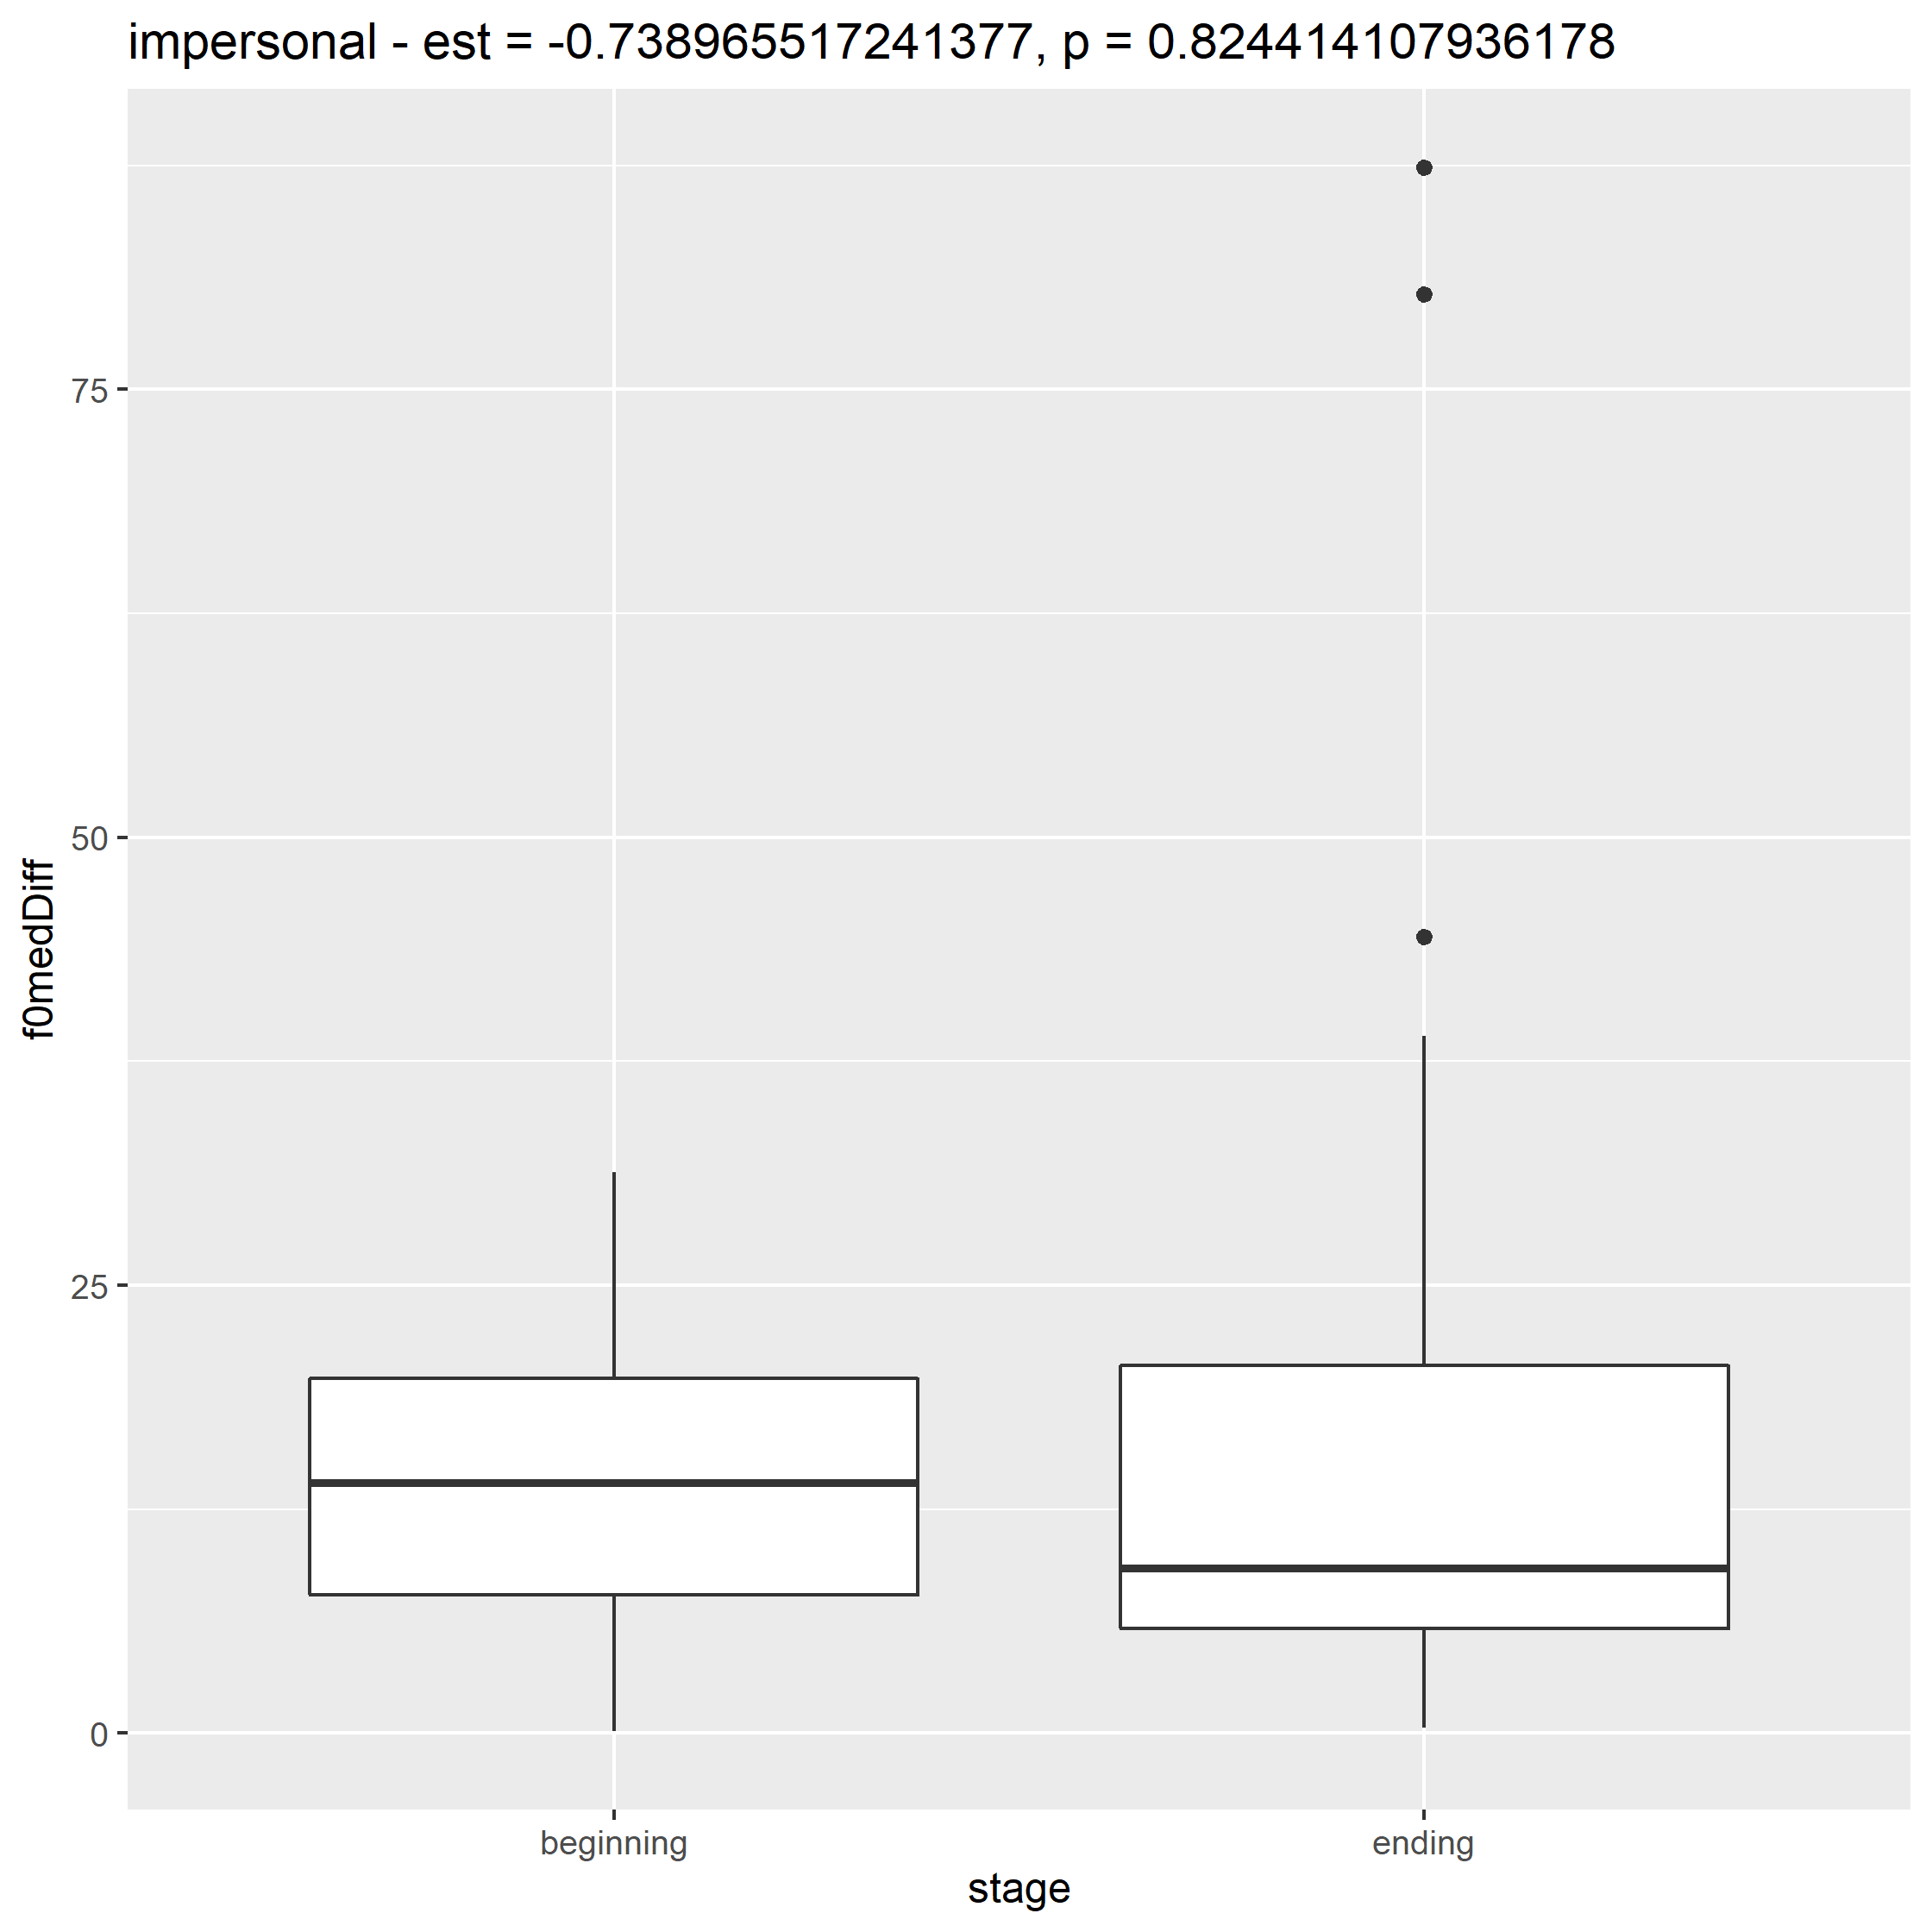 impersonal - est = -0.738965517241377, p = 0.824414107936178
75
50
25
0
f0medDiff
beginning
ending
stage